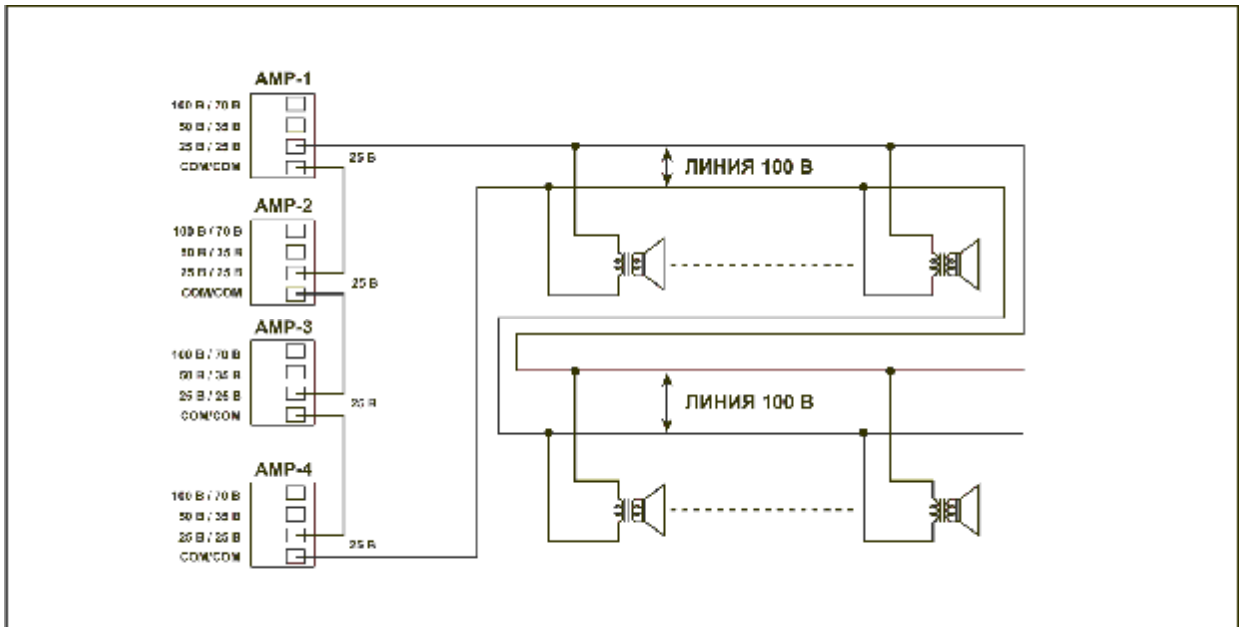 AMP-1
100 В / 70 В
50 В / 35 В
25 В / 25 В
COM/COM
25 В
ЛИНИЯ 100 В
AMP-2
100 В / 70 В
50 В / 35 В
25 В / 25 В
COM/COM
25 В
AMP-3
100 В / 70 В
50 В / 35 В
25 В / 25 В
COM/COM
25 В
ЛИНИЯ 100 В
AMP-4
100 В / 70 В
50 В / 35 В
25 В / 25 В
COM/COM
25 В